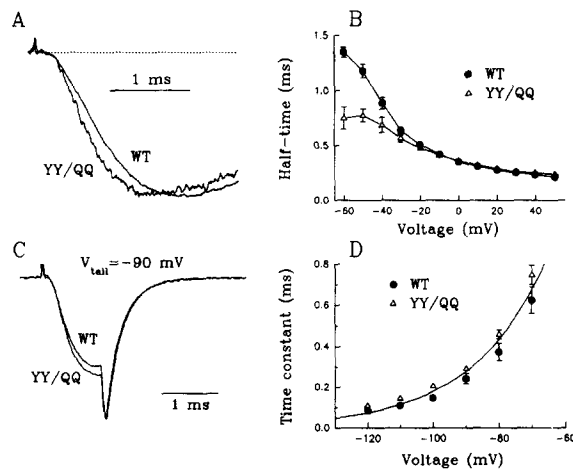 A
1 ms
WT
YY/QQ
B
WT
YY/QQ
Half-time (ms)
1.5
1.0
0.5
0.0
-60 -40 -20 0 20 40
Voltage (mV)
C
V tail=-90 mV
WT
YY/QQ
1 ms
D
WT
YY/QQ
Time constant (ms)
0.8
0.6
0.4
0.2
0.0
-120 -100 -80 -60
Voltage (mV)